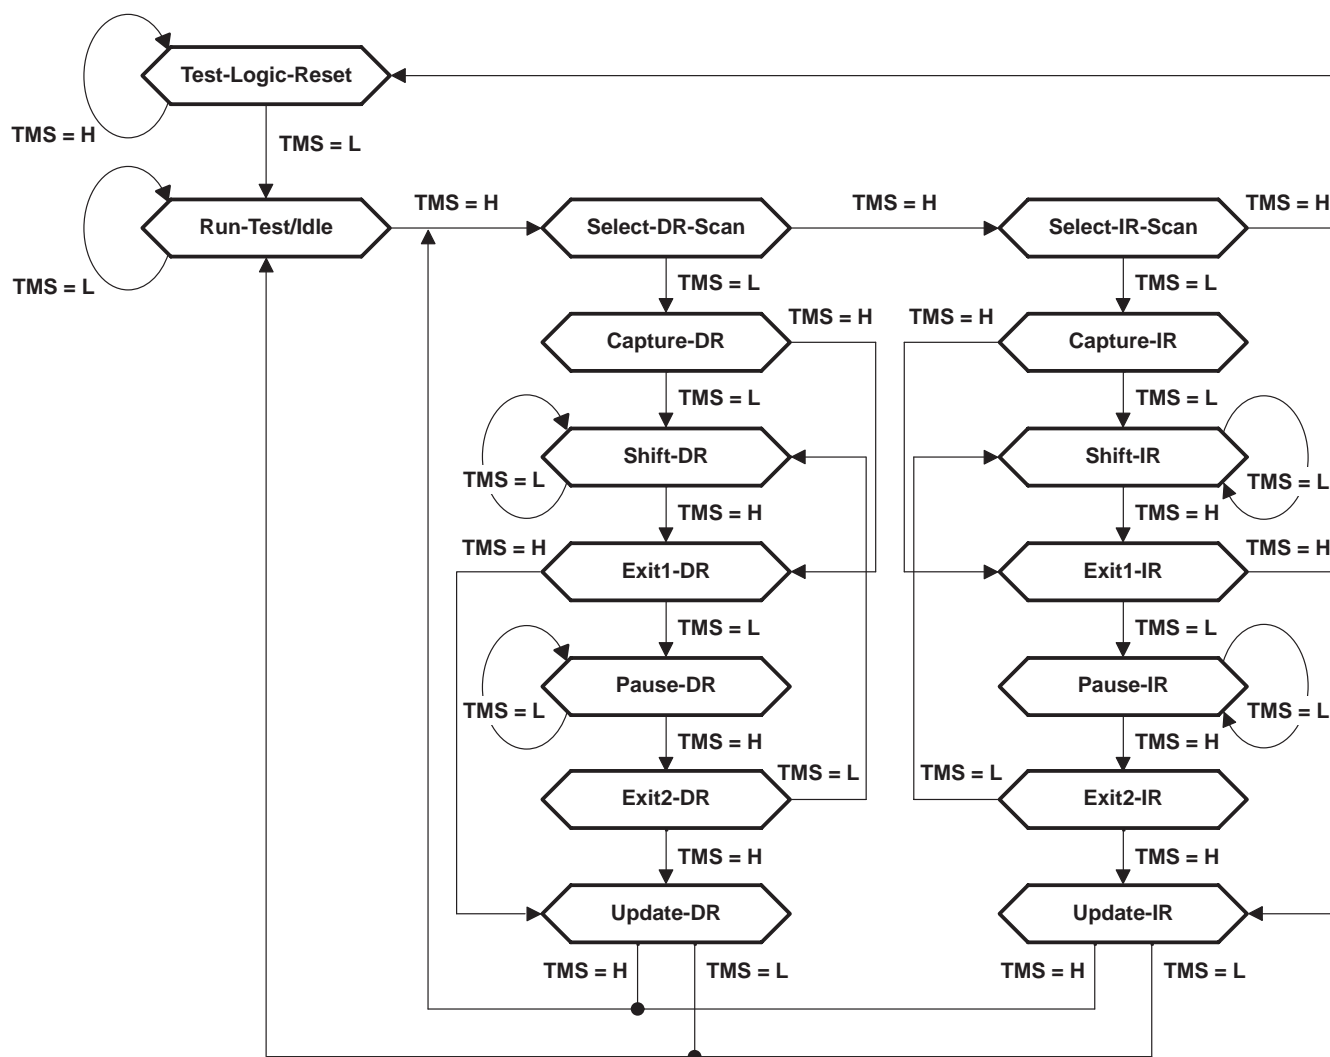 Test-Logic-Reset
TMS = H
TMS = L
TMS = H
TMS = H
TMS = H
Run-Test/Idle
Select-DR-Scan
Select-IR-Scan
TMS = L
TMS = L
TMS = L
TMS = H
TMS = H
Capture-DR
Capture-IR
TMS = L
TMS = L
Shift-DR
Shift-IR
TMS = L
TMS = L
TMS = H
TMS = H
TMS = H
TMS = H
Exit1-DR
Exit1-IR
TMS = L
TMS = L
Pause-DR
Pause-IR
TMS = L
TMS = L
TMS = H
TMS = H
TMS = L
TMS = L
Exit2-DR
Exit2-IR
TMS = H
TMS = H
Update-DR
Update-IR
TMS = H
TMS = L
TMS = H
TMS = L